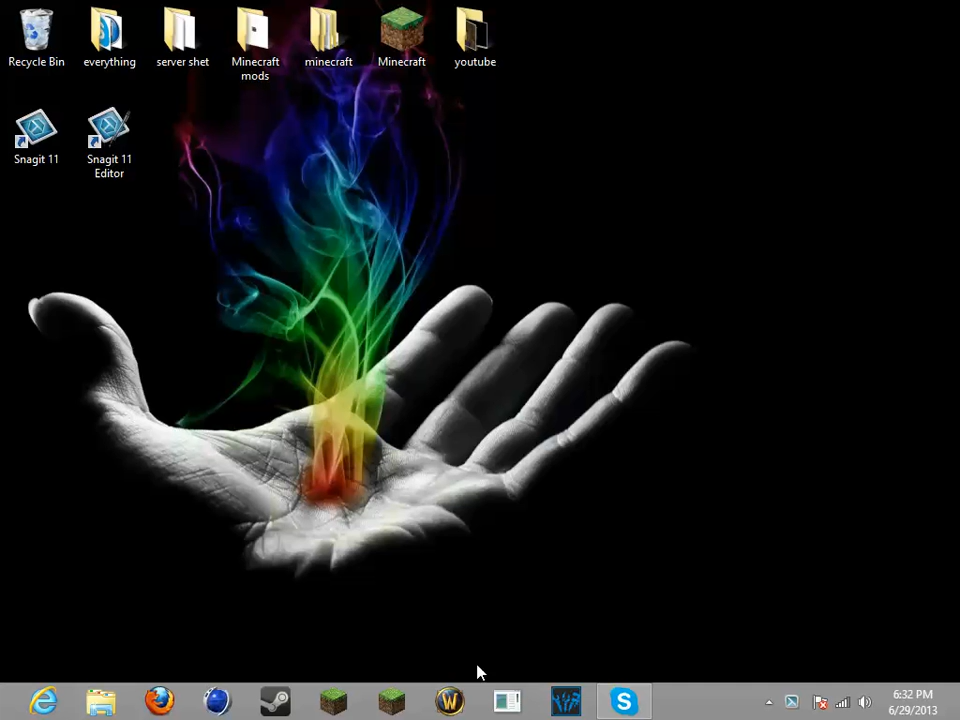 Recycle Bin
everything
server shet
Minecraft
mods
minecraft
Minecraft
youtube
Snagit 11
Snagit 11
Editor
6:32 PM
6/29/2013